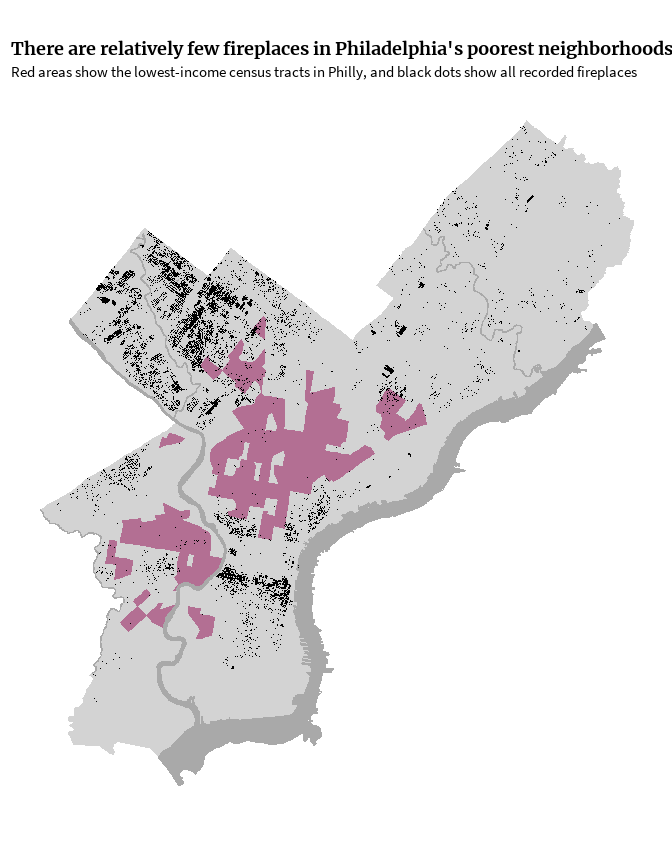 There are relatively few fireplaces in Philadelphia's poorest neighborhoods
Red areas show the lowest-income census tracts in Philly, and black dots show all recorded fireplaces